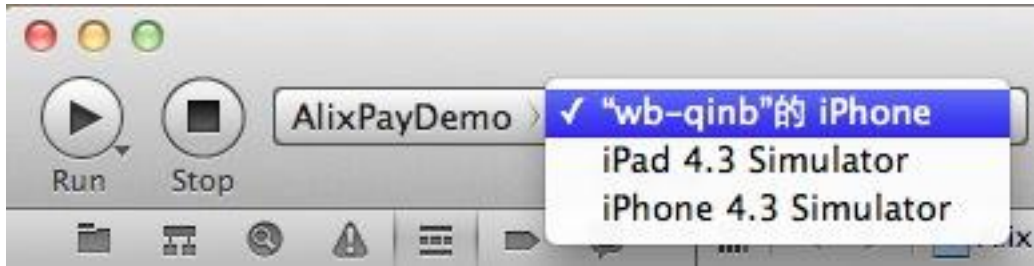 AlixPayDemo
✓ “wb-qinb”的 iPhone
iPad 4.3 Simulator
iPhone 4.3 Simulator
Run Stop